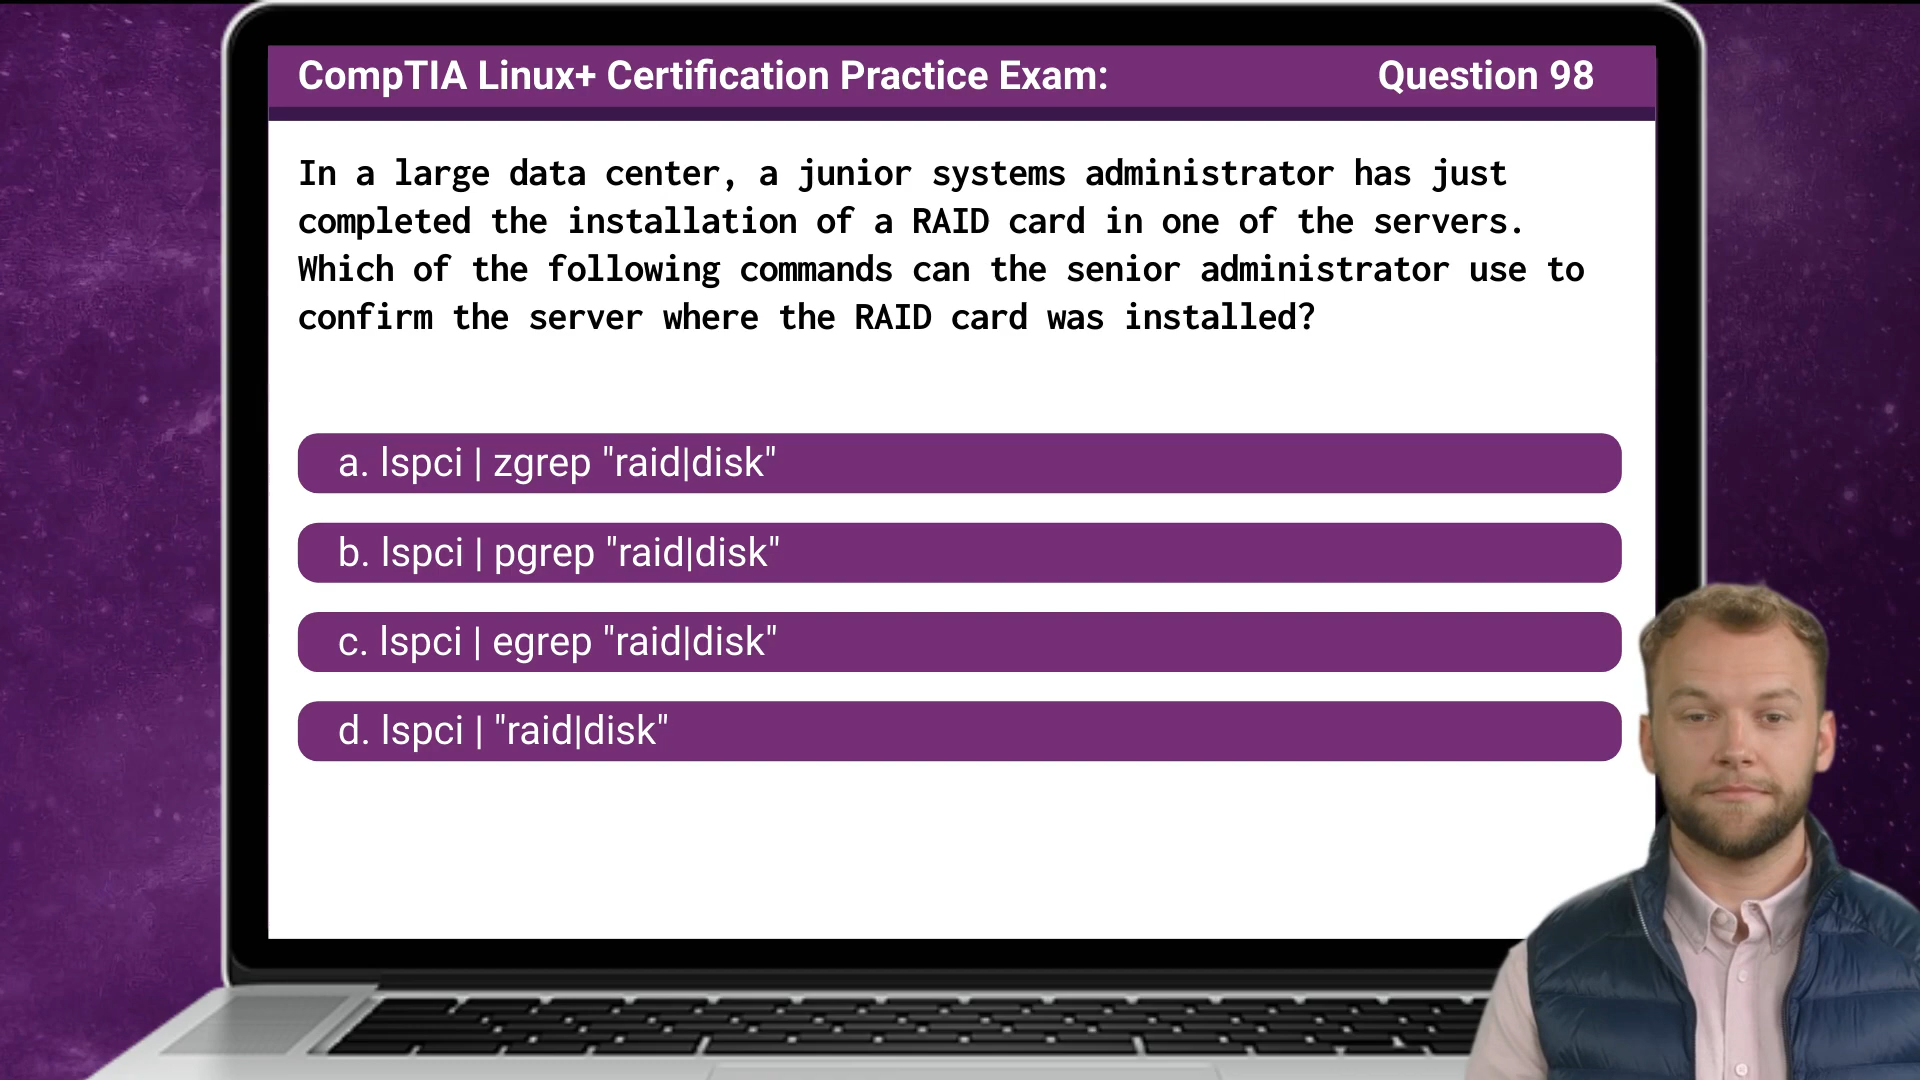 CompTIA Linux+ Certification Practice Exam: Question 98
In a large data center, a junior systems administrator has just
completed the installation of a RAID card in one of the servers.
Which of the following commands can the senior administrator use to
confirm the server where the RAID card was installed?
a. lspci | zgrep "raid|disk"
b. lspci | pgrep "raid|disk"
c. lspci | egrep "raid|disk"
d. lspci | "raid|disk"